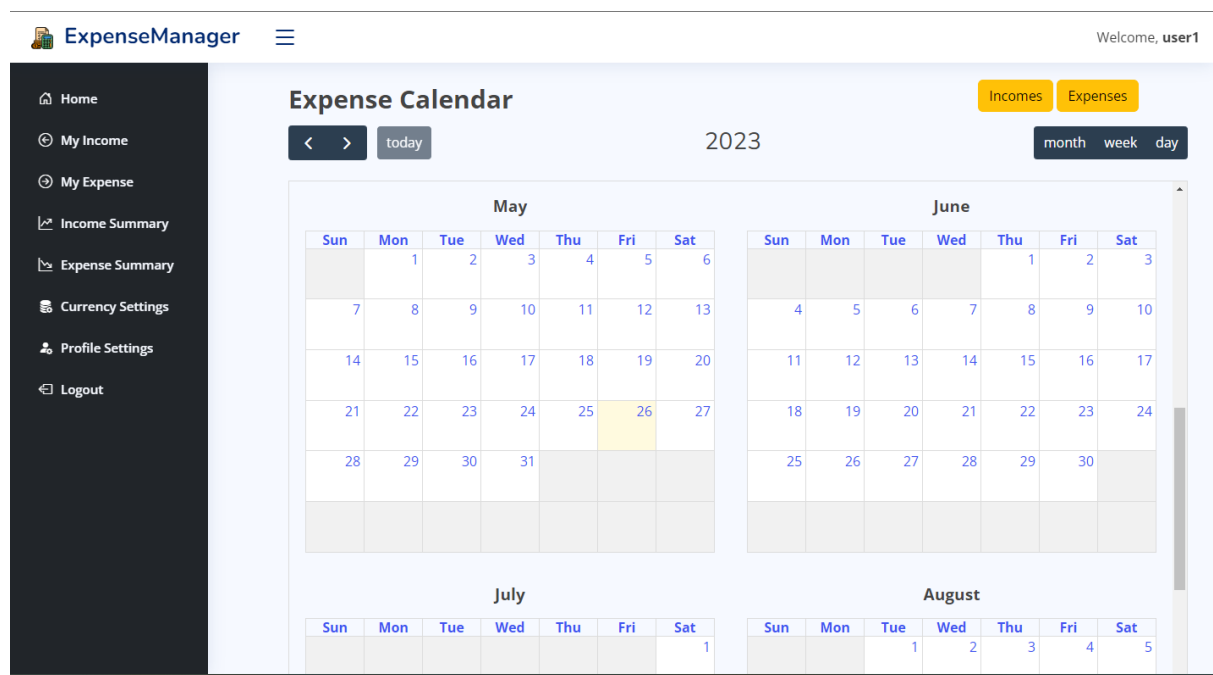 ExpenseManager
Welcome, user1
Home
My Income
My Expense
Income Summary
Expense Summary
Currency Settings
Profile Settings
Logout
Expense Calendar
Incomes Expenses
today
2023
month week day
May
Sun Mon Tue Wed Thu Fri Sat
1 2 3 4 5 6
7 8 9 10 11 12 13
14 15 16 17 18 19 20
21 22 23 24 25 26 27
28 29 30 31
June
Sun Mon Tue Wed Thu Fri Sat
1 2 3
4 5 6 7 8 9 10
11 12 13 14 15 16 17
18 19 20 21 22 23 24
25 26 27 28 29 30
July
Sun Mon Tue Wed Thu Fri Sat
1
August
Sun Mon Tue Wed Thu Fri Sat
1 2 3 4 5